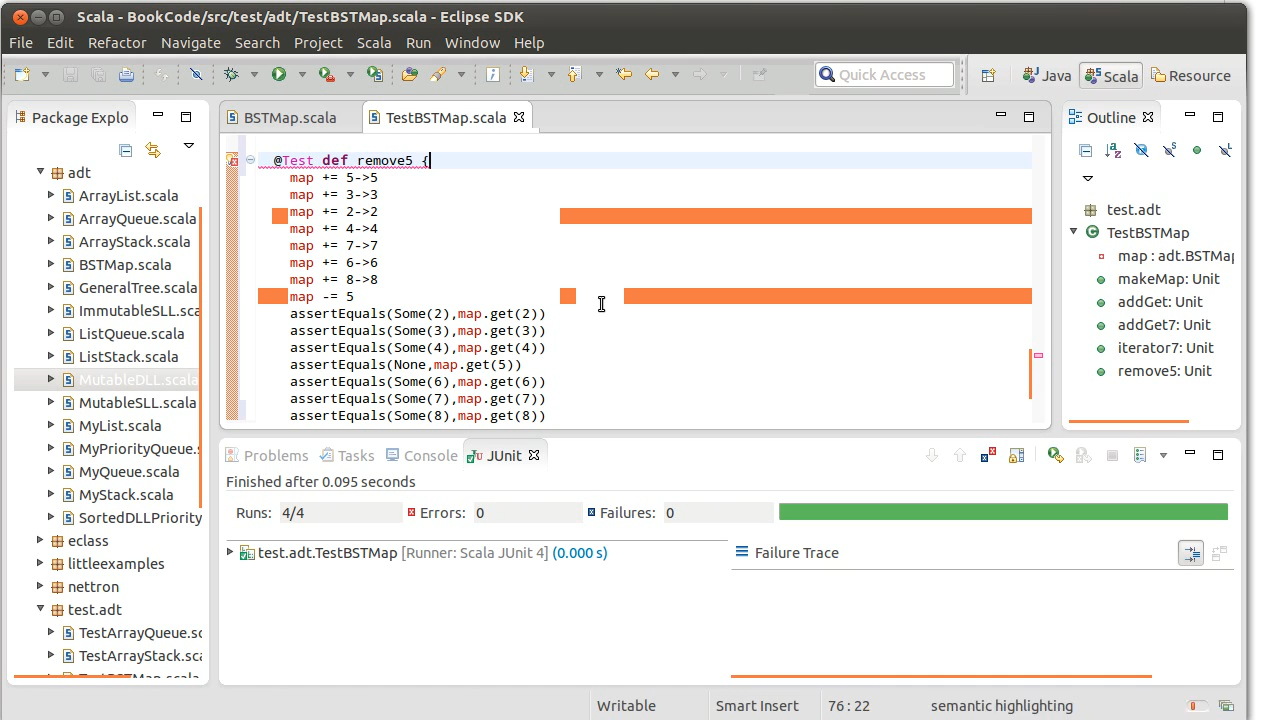 Scala - BookCode/src/test/adt/TestBSTMap.scala - Eclipse SDK
File Edit Refactor Navigate Search Project Scala Run Window Help
Quick Access
Java
Scala
Resource
Package Explo
adt
ArrayList.scala
ArrayQueue.scala
ArrayStack.scala
BSTMap.scala
GeneralTree.scala
ImmutableSLL.sca
ListQueue.scala
ListStack.scala
MutableDLL.scala
MutableSLL.scala
MyList.scala
MyPriorityQueue.s
MyQueue.scala
MyStack.scala
SortedDLLPriority
eclass
littleexamples
nettron
test.adt
TestArrayQueue.sc
TestArrayStack.sca
TestBSTMap.scala
BSTMap.scala
TestBSTMap.scala
@Test def remove5 {
map += 5->5
map += 3->3
map += 2->2
map += 4->4
map += 7->7
map += 6->6
map += 8->8
map -= 5
assertEquals(Some(2),map.get(2))
assertEquals(Some(3),map.get(3))
assertEquals(Some(4),map.get(4))
assertEquals(None,map.get(5))
assertEquals(Some(6),map.get(6))
assertEquals(Some(7),map.get(7))
assertEquals(Some(8),map.get(8))
Outline
test.adt
TestBSTMap
map : adt.BSTMap
makeMap: Unit
addGet: Unit
addGet7: Unit
iterator7: Unit
remove5: Unit
Problems Tasks Console JUnit
Finished after 0.095 seconds
Runs: 4/4 Errors: 0 Failures: 0
test.adt.TestBSTMap [Runner: Scala JUnit 4] (0.000 s)
Failure Trace
Writable Smart Insert 76 : 22 semantic highlighting